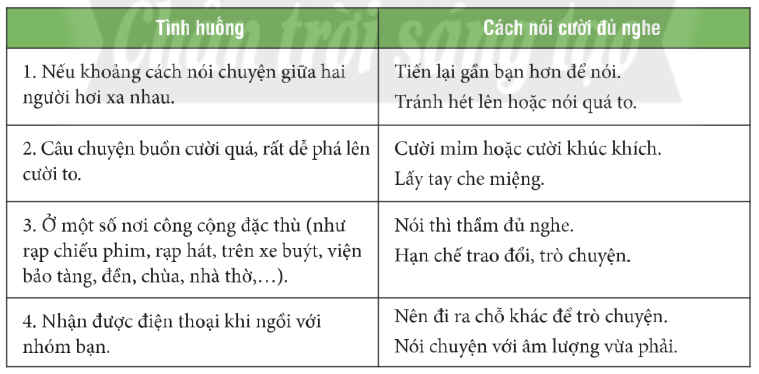 Chân trời sáng tạo
Tình huống
Cách nói cười đủ nghe
1. Nếu khoảng cách nói chuyện giữa hai
người hơi xa nhau.
Tiến lại gần bạn hơn để nói.
Tránh hét lên hoặc nói quá to.
2. Câu chuyện buồn cười quá, rất dễ phá lên
cười to.
Cười mỉm hoặc cười khúc khích.
Lấy tay che miệng.
3. Ở một số nơi công cộng đặc thù (như
rạp chiếu phim, rạp hát, trên xe buýt, viện
bảo tàng, đền, chùa, nhà thờ,…).
Nói thì thầm đủ nghe.
Hạn chế trao đổi, trò chuyện.
4. Nhận được điện thoại khi ngồi với
nhóm bạn.
Nên đi ra chỗ khác để trò chuyện.
Nói chuyện với âm lượng vừa phải.